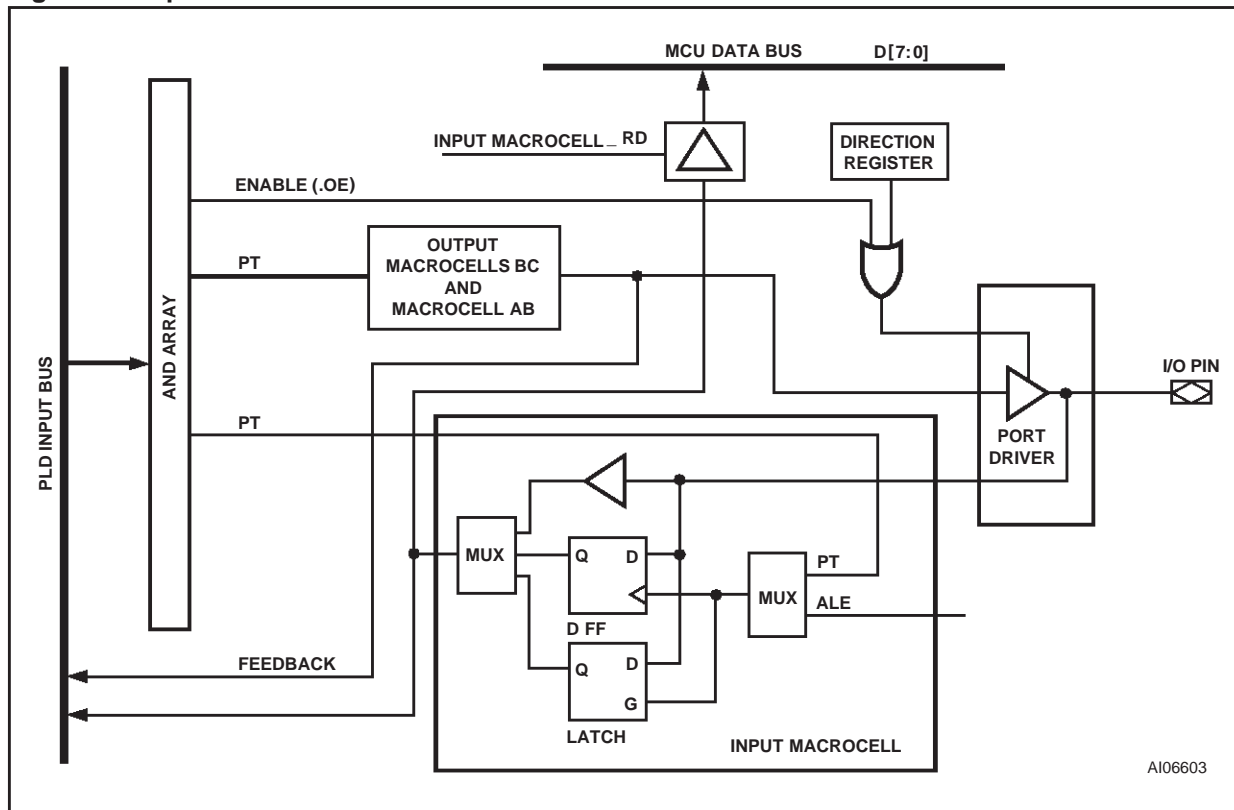 MCU DATA BUS D[7:0]
INPUT MACROCELL_ RD
DIRECTION
REGISTER
ENABLE (.OE)
PT
OUTPUT
MACROCELLS BC
AND
MACROCELL AB
PLD INPUT BUS
AND ARRAY
I/O PIN
PORT
DRIVER
PT
MUX
Q D
D FF
MUX
PT
ALE
FEEDBACK
Q D
G
LATCH
INPUT MACROCELL
AI06603